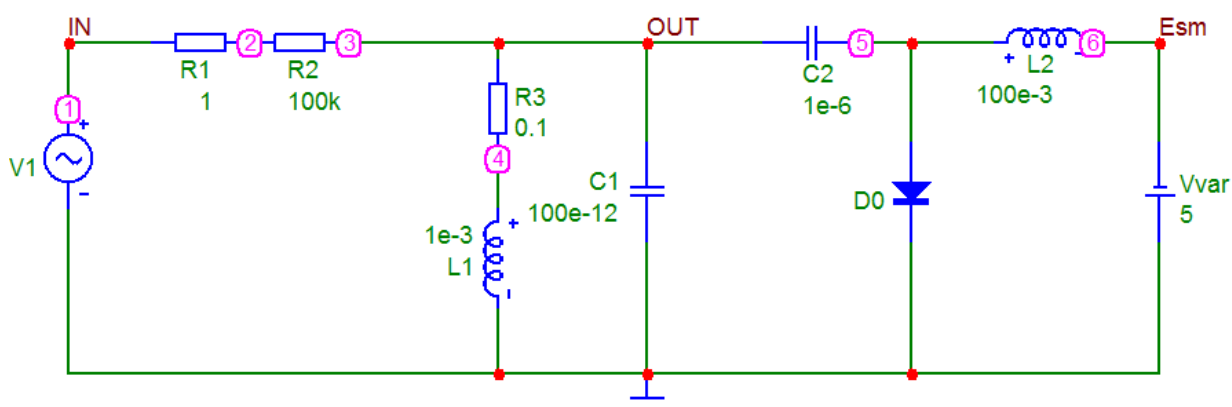 IN
OUT
Esm
2
3
5
6
R1
1
R2
100k
C2
1e-6
+
-
L2
100e-3
1
+
V1
-
R3
0.1
4
C1
100e-12
D0
Vvar
5
1e-3
+
L1
-